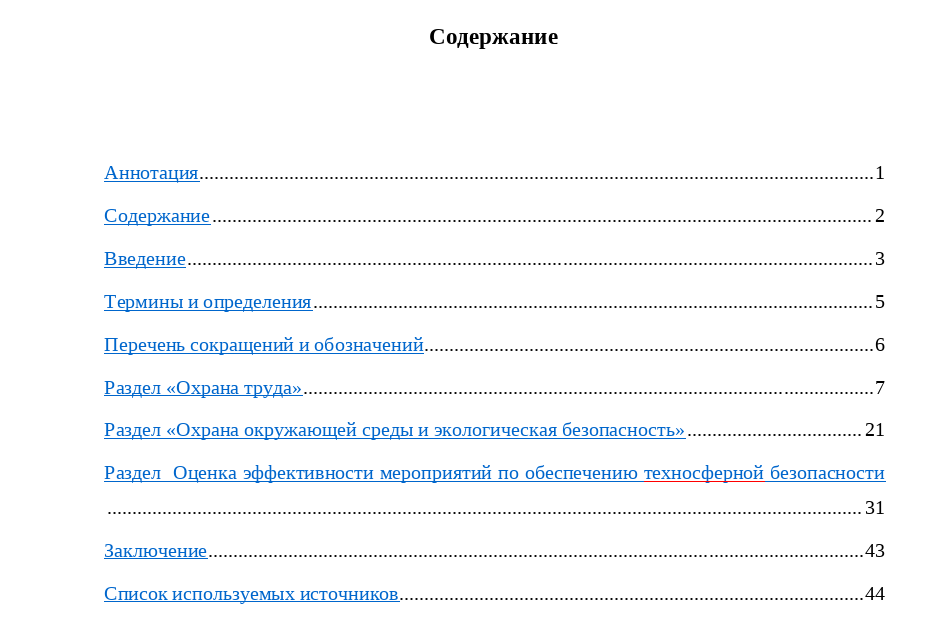 Содержание
Аннотация........................................................................................................................................1
Содержание.....................................................................................................................................2
Введение..........................................................................................................................................3
Термины и определения.................................................................................................................5
Перечень сокращений и обозначений...........................................................................................6
Раздел «Охрана труда»...................................................................................................................7
Раздел «Охрана окружающей среды и экологическая безопасность»...................................21
Раздел  Оценка эффективности мероприятий по обеспечению техносферной безопасности
.......................................................................................................................................................31
Заключение...................................................................................................................................43
Список используемых источников.............................................................................................44